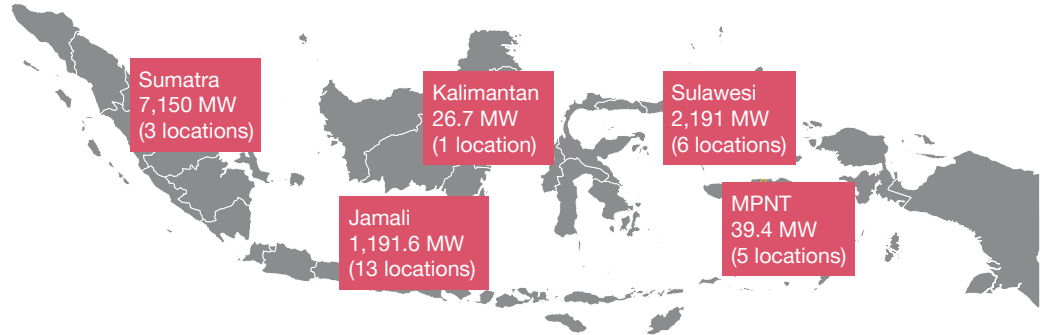 Sumatra
7,150 MW
(3 locations)
Kalimantan
26.7 MW
(1 location)
Sulawesi
2,191 MW
(6 locations)
Jamali
1,191.6 MW
(13 locations)
MPNT
39.4 MW
(5 locations)